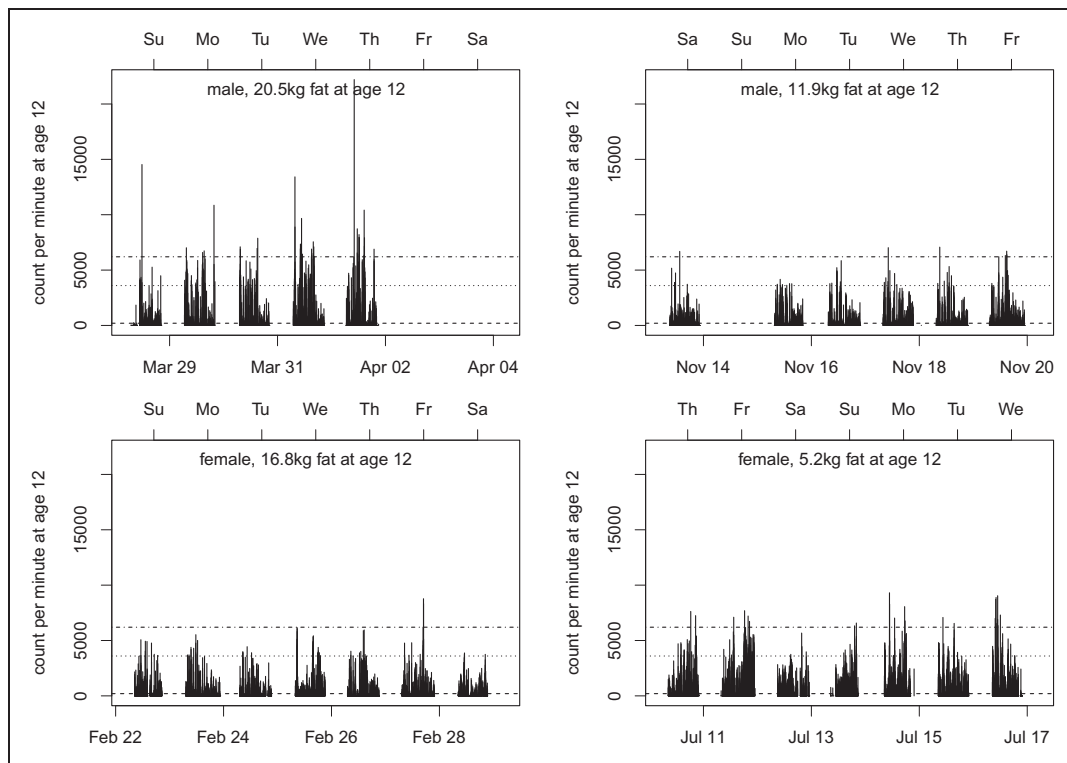 Su Mo Tu We Th Fr Sa
male, 20.5kg fat at age 12
count per minute at age 12
0 5000 15000
Mar 29 Mar 31 Apr 02 Apr 04
Sa Su Mo Tu We Th Fr
male, 11.9kg fat at age 12
count per minute at age 12
0 5000 15000
Nov 14 Nov 16 Nov 18 Nov 20
Su Mo Tu We Th Fr Sa
female, 16.8kg fat at age 12
count per minute at age 12
0 5000 15000
Feb 22 Feb 24 Feb 26 Feb 28
Th Fr Sa Su Mo Tu We
female, 5.2kg fat at age 12
count per minute at age 12
0 5000 15000
Jul 11 Jul 13 Jul 15 Jul 17